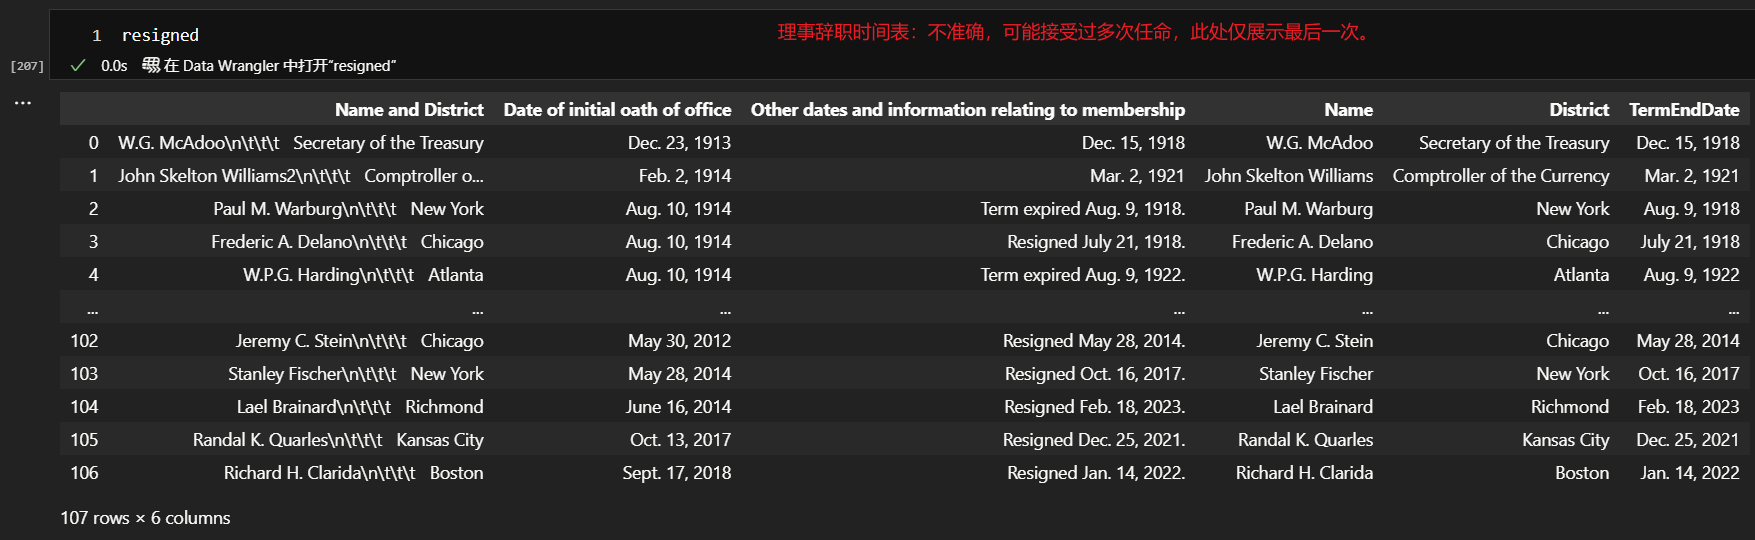 1 resigned
理事辞职时间表：不准确，可能接受过多次任命，此处仅展示最后一次。
[207] ✓ 0.0s 在 Data Wrangler 中打开“resigned”
...
Name and District Date of initial oath of office Other dates and information relating to membership Name District TermEndDate
0 W.G. McAdoo\n\t\t\t Secretary of the Treasury Dec. 23, 1913 Dec. 15, 1918 W.G. McAdoo Secretary of the Treasury Dec. 15, 1918
1 John Skelton Williams2\n\t\t\t Comptroller o... Feb. 2, 1914 Mar. 2, 1921 John Skelton Williams Comptroller of the Currency Mar. 2, 1921
2 Paul M. Warburg\n\t\t\t New York Aug. 10, 1914 Term expired Aug. 9, 1918. Paul M. Warburg New York Aug. 9, 1918
3 Frederic A. Delano\n\t\t\t Chicago Aug. 10, 1914 Resigned July 21, 1918. Frederic A. Delano Chicago July 21, 1918
4 W.P.G. Harding\n\t\t\t Atlanta Aug. 10, 1914 Term expired Aug. 9, 1922. W.P.G. Harding Atlanta Aug. 9, 1922
... ... ... ... ... ... ...
102 Jeremy C. Stein\n\t\t\t Chicago May 30, 2012 Resigned May 28, 2014. Jeremy C. Stein Chicago May 28, 2014
103 Stanley Fischer\n\t\t\t New York May 28, 2014 Resigned Oct. 16, 2017. Stanley Fischer New York Oct. 16, 2017
104 Lael Brainard\n\t\t\t Richmond June 16, 2014 Resigned Feb. 18, 2023. Lael Brainard Richmond Feb. 18, 2023
105 Randal K. Quarles\n\t\t\t Kansas City Oct. 13, 2017 Resigned Dec. 25, 2021. Randal K. Quarles Kansas City Dec. 25, 2021
106 Richard H. Clarida\n\t\t\t Boston Sept. 17, 2018 Resigned Jan. 14, 2022. Richard H. Clarida Boston Jan. 14, 2022
107 rows × 6 columns